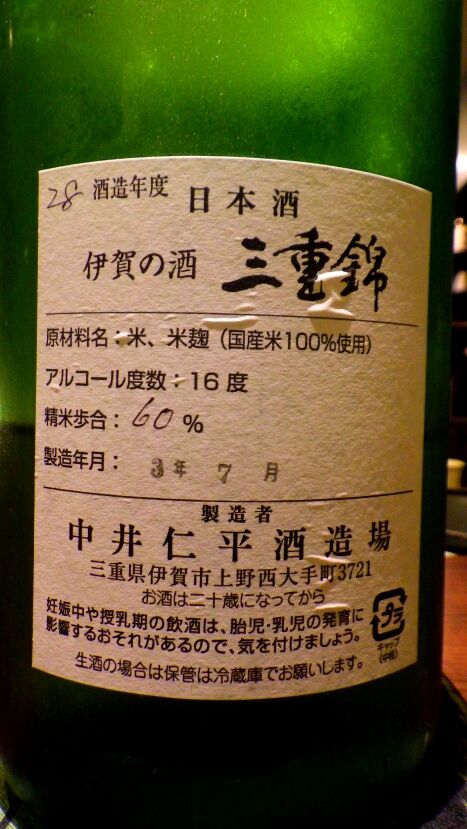 28 酒造年度 日本酒
伊賀の酒 三重錦
原材料名:米、米麹(国産米100%使用)
アルコール度数:16度
精米歩合:60%
製造年月:3年 7月
製造者
中井仁平酒造場
三重県伊賀市上野西大手町3721
お酒は二十歳になってから
妊娠中や授乳期の飲酒は、胎児・乳児の発育に
影響するおそれがあるので、気を付けましょう。
プラ
キャップ
(中栓)
生酒の場合は保管は冷蔵庫でお願いします。